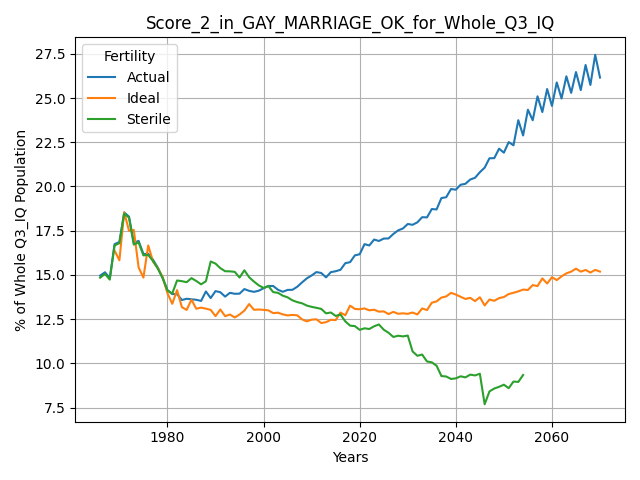 Score_2_in_GAY_MARRIAGE_OK_for_Whole_Q3_IQ
Fertility
Actual
Ideal
Sterile
% of Whole Q3_IQ Population
27.5
25.0
22.5
20.0
17.5
15.0
12.5
10.0
7.5
1980
2000
2020
2040
2060
Years